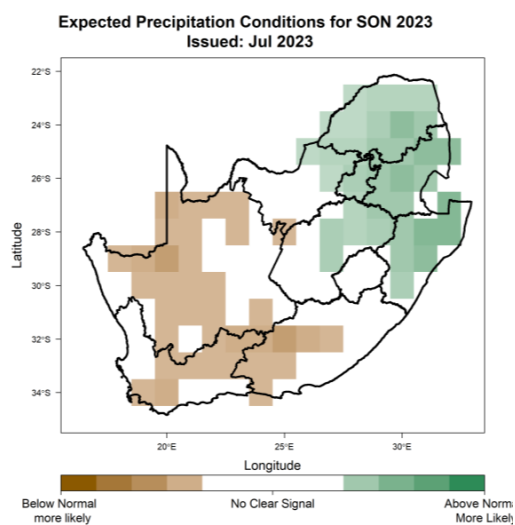 Expected Precipitation Conditions for SON 2023
Issued: Jul 2023
22°S
24°S
26°S
28°S
30°S
32°S
34°S
Latitude
20°E
25°E
30°E
Longitude
Below Normal
more likely
No Clear Signal
Above Norma
More Likely